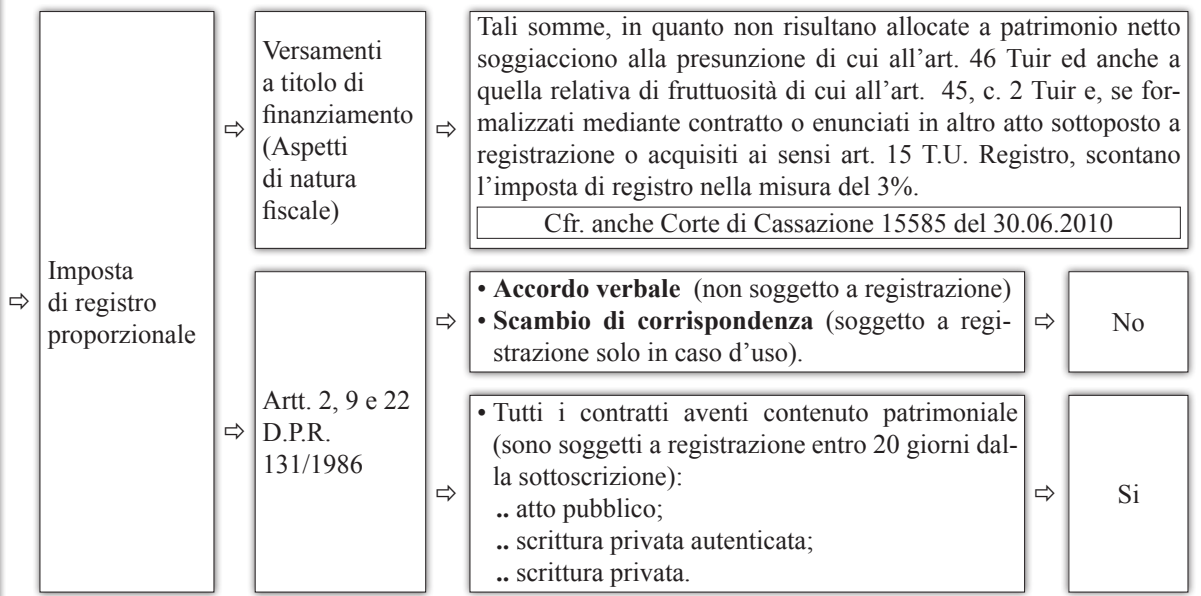 ⇨
Imposta
di registro
proporzionale
⇨
Versamenti
a titolo di
finanziamento
(Aspetti
di natura
fiscale)
⇨
Tali somme, in quanto non risultano allocate a patrimonio netto
soggiacciono alla presunzione di cui all'art. 46 Tuir ed anche a
quella relativa di fruttuosità di cui all'art. 45, c. 2 Tuir e, se for-
malizzati mediante contratto o enunciati in altro atto sottoposto a
registrazione o acquisiti ai sensi art. 15 T.U. Registro, scontano
l'imposta di registro nella misura del 3%.
Cfr. anche Corte di Cassazione 15585 del 30.06.2010
⇨
Artt. 2, 9 e 22
D.P.R.
131/1986
⇨
• Accordo verbale (non soggetto a registrazione)
• Scambio di corrispondenza (soggetto a regi-
strazione solo in caso d'uso).
⇨
No
⇨
• Tutti i contratti aventi contenuto patrimoniale
(sono soggetti a registrazione entro 20 giorni dal-
la sottoscrizione):
.. atto pubblico;
.. scrittura privata autenticata;
.. scrittura privata.
⇨
Si